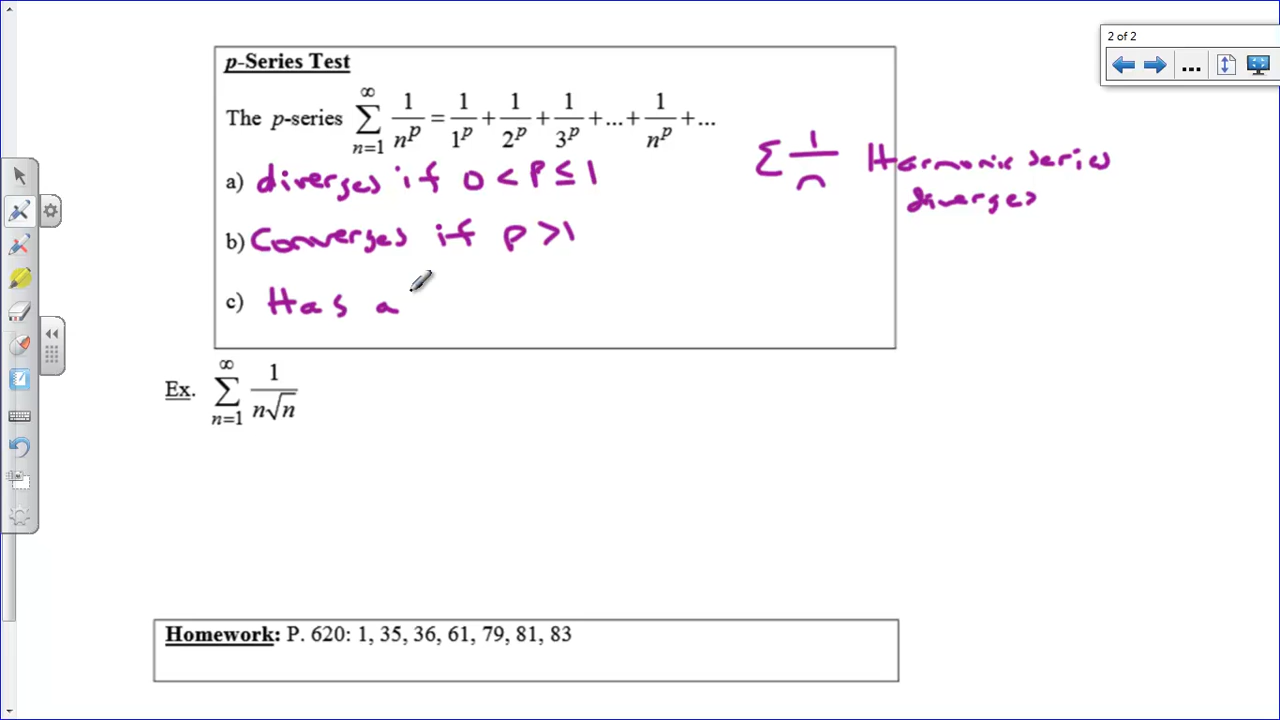 2 of 2
p-Series Test
The p-series ∑_{n=1}^{∞} 1/n^p = 1/1^p + 1/2^p + 1/3^p + ... + 1/n^p + ...
a) diverges if 0 < P ≤ 1
∑ 1/n Harmonic series
diverges
b) Converges if p > 1
c) Has a
Ex. ∑_{n=1}^{∞} 1/(n√n)
Homework: P. 620: 1, 35, 36, 61, 79, 81, 83